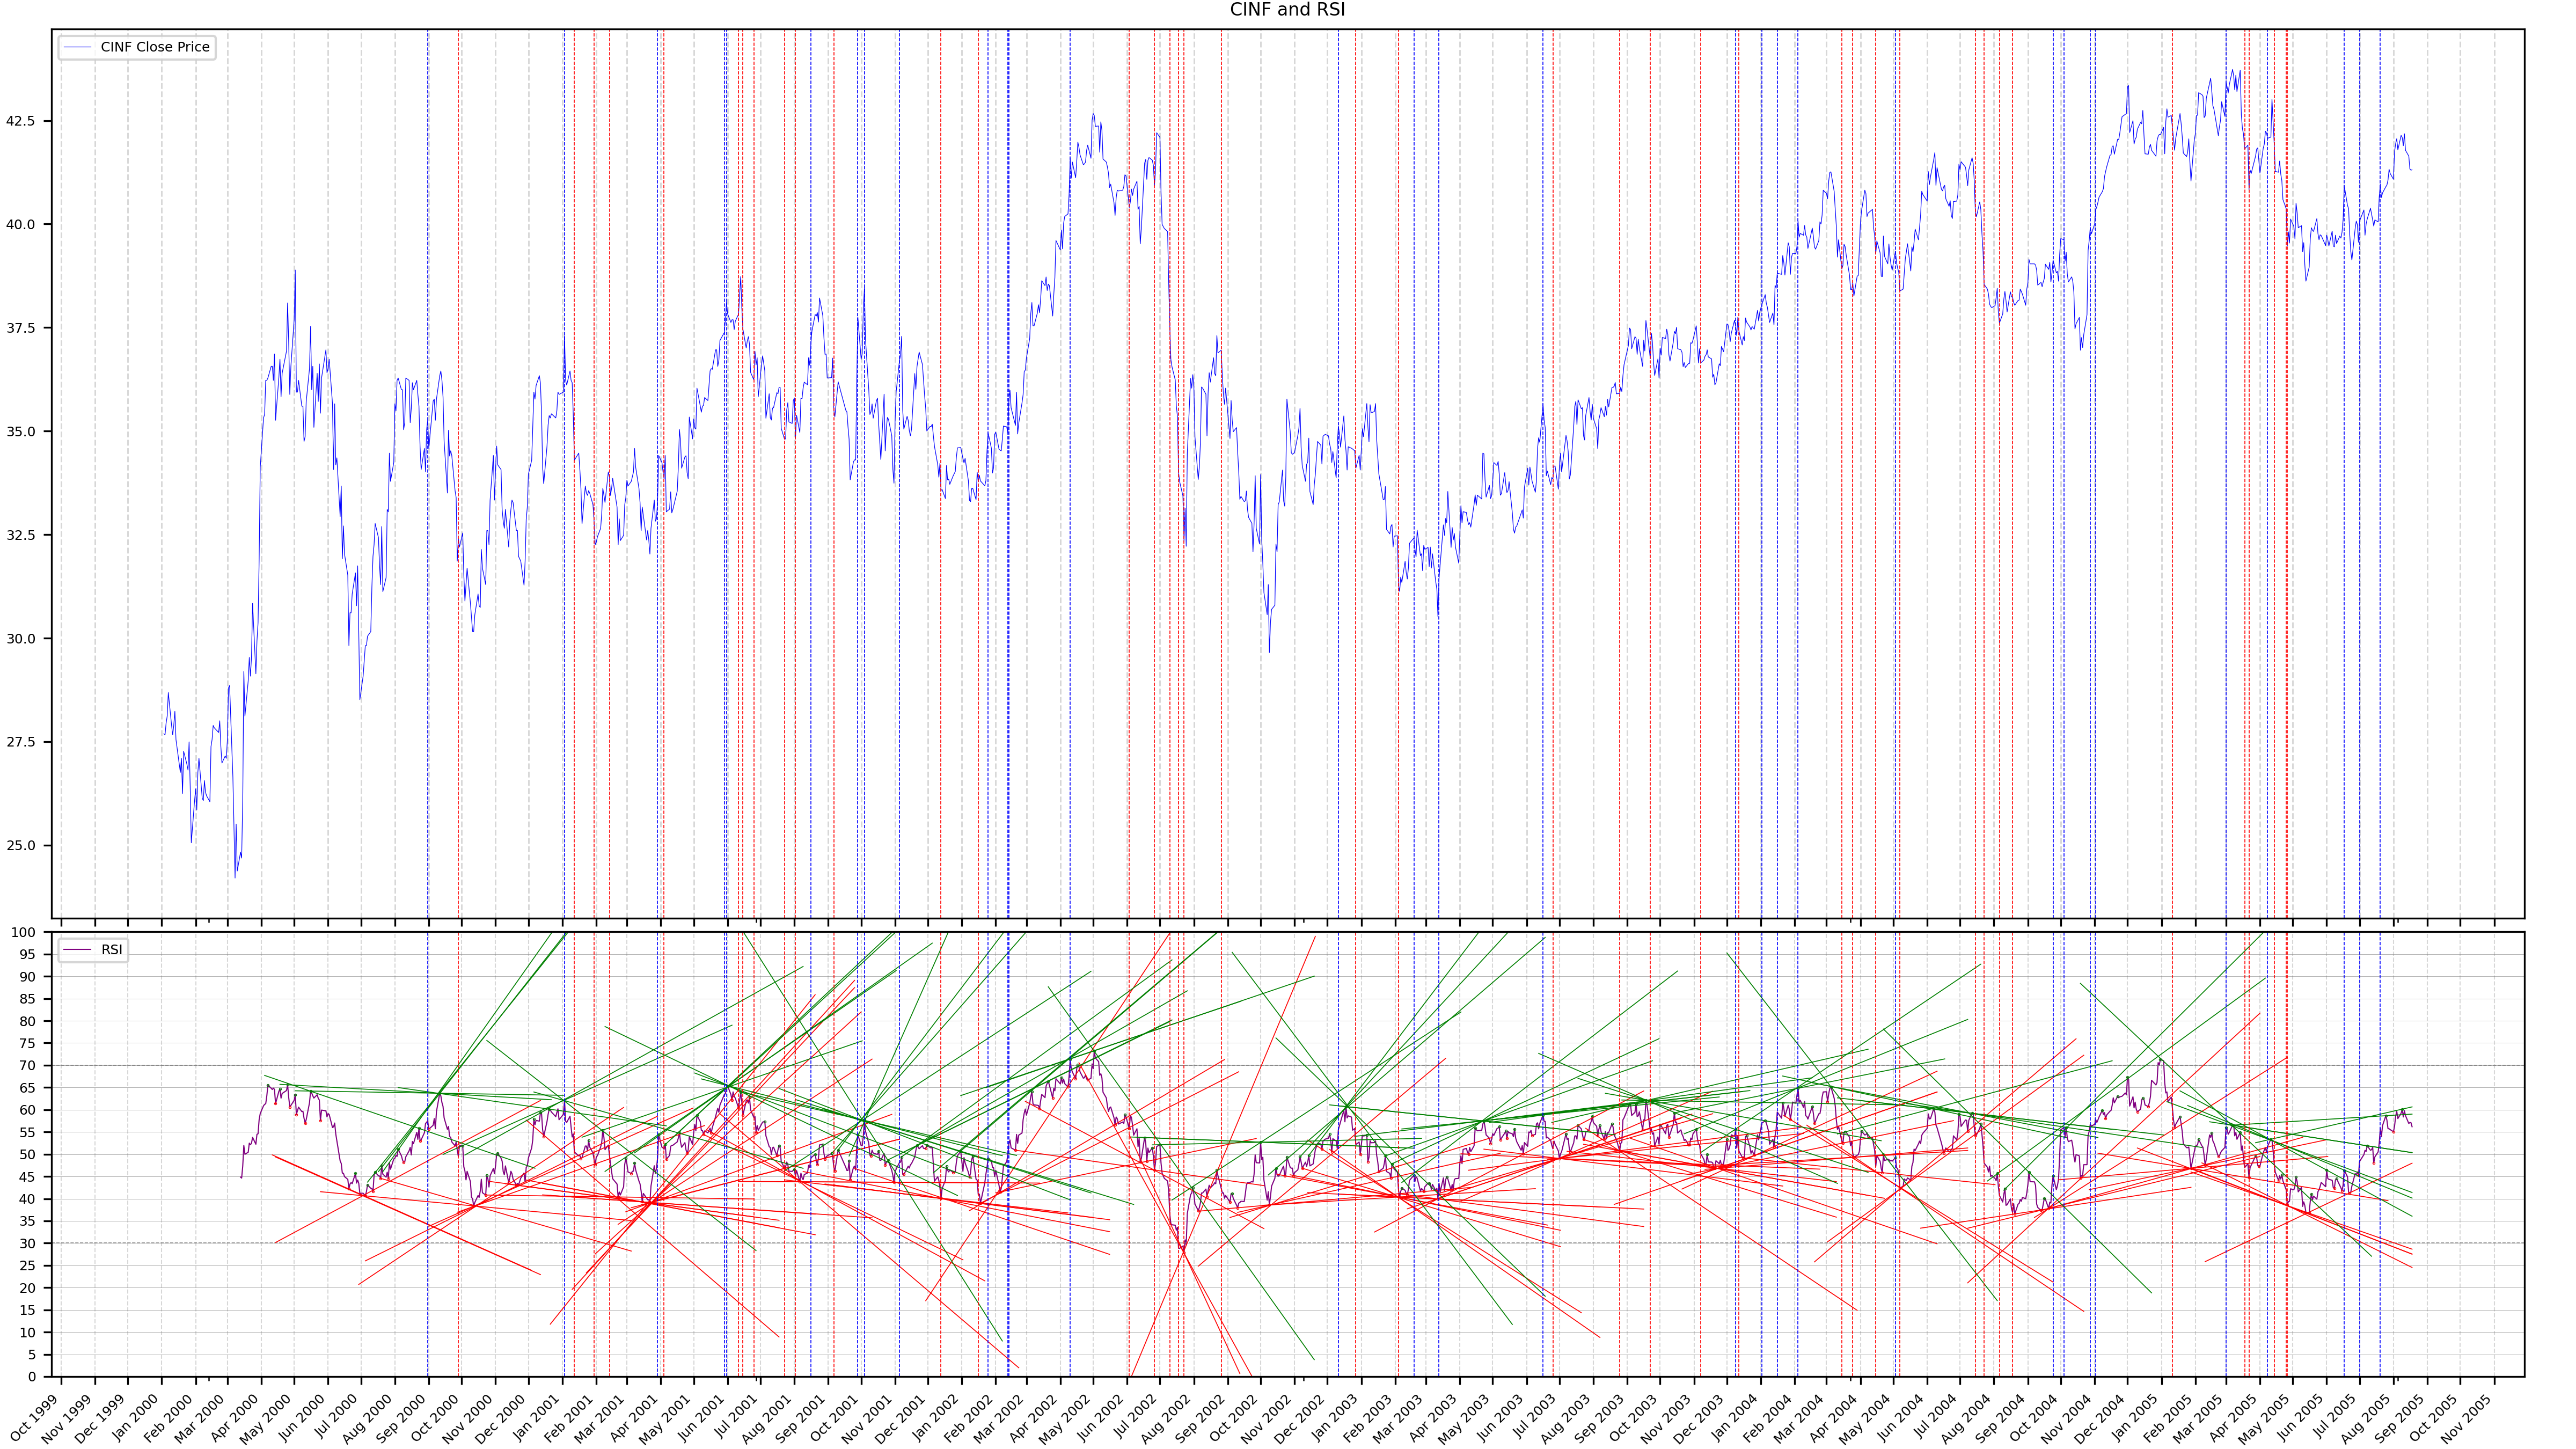 CINF and RSI
CINF Close Price
42.5
40.0
37.5
35.0
32.5
30.0
27.5
25.0
RSI
100
95
90
85
80
75
70
65
60
55
50
45
40
35
30
25
20
15
10
5
0
Oct 1999
Nov 1999
Dec 1999
Jan 2000
Feb 2000
Mar 2000
Apr 2000
May 2000
Jun 2000
Jul 2000
Aug 2000
Sep 2000
Oct 2000
Nov 2000
Dec 2000
Jan 2001
Feb 2001
Mar 2001
Apr 2001
May 2001
Jun 2001
Jul 2001
Aug 2001
Sep 2001
Oct 2001
Nov 2001
Dec 2001
Jan 2002
Feb 2002
Mar 2002
Apr 2002
May 2002
Jun 2002
Jul 2002
Aug 2002
Sep 2002
Oct 2002
Nov 2002
Dec 2002
Jan 2003
Feb 2003
Mar 2003
Apr 2003
May 2003
Jun 2003
Jul 2003
Aug 2003
Sep 2003
Oct 2003
Nov 2003
Dec 2003
Jan 2004
Feb 2004
Mar 2004
Apr 2004
May 2004
Jun 2004
Jul 2004
Aug 2004
Sep 2004
Oct 2004
Nov 2004
Dec 2004
Jan 2005
Feb 2005
Mar 2005
Apr 2005
May 2005
Jun 2005
Jul 2005
Aug 2005
Sep 2005
Oct 2005
Nov 2005